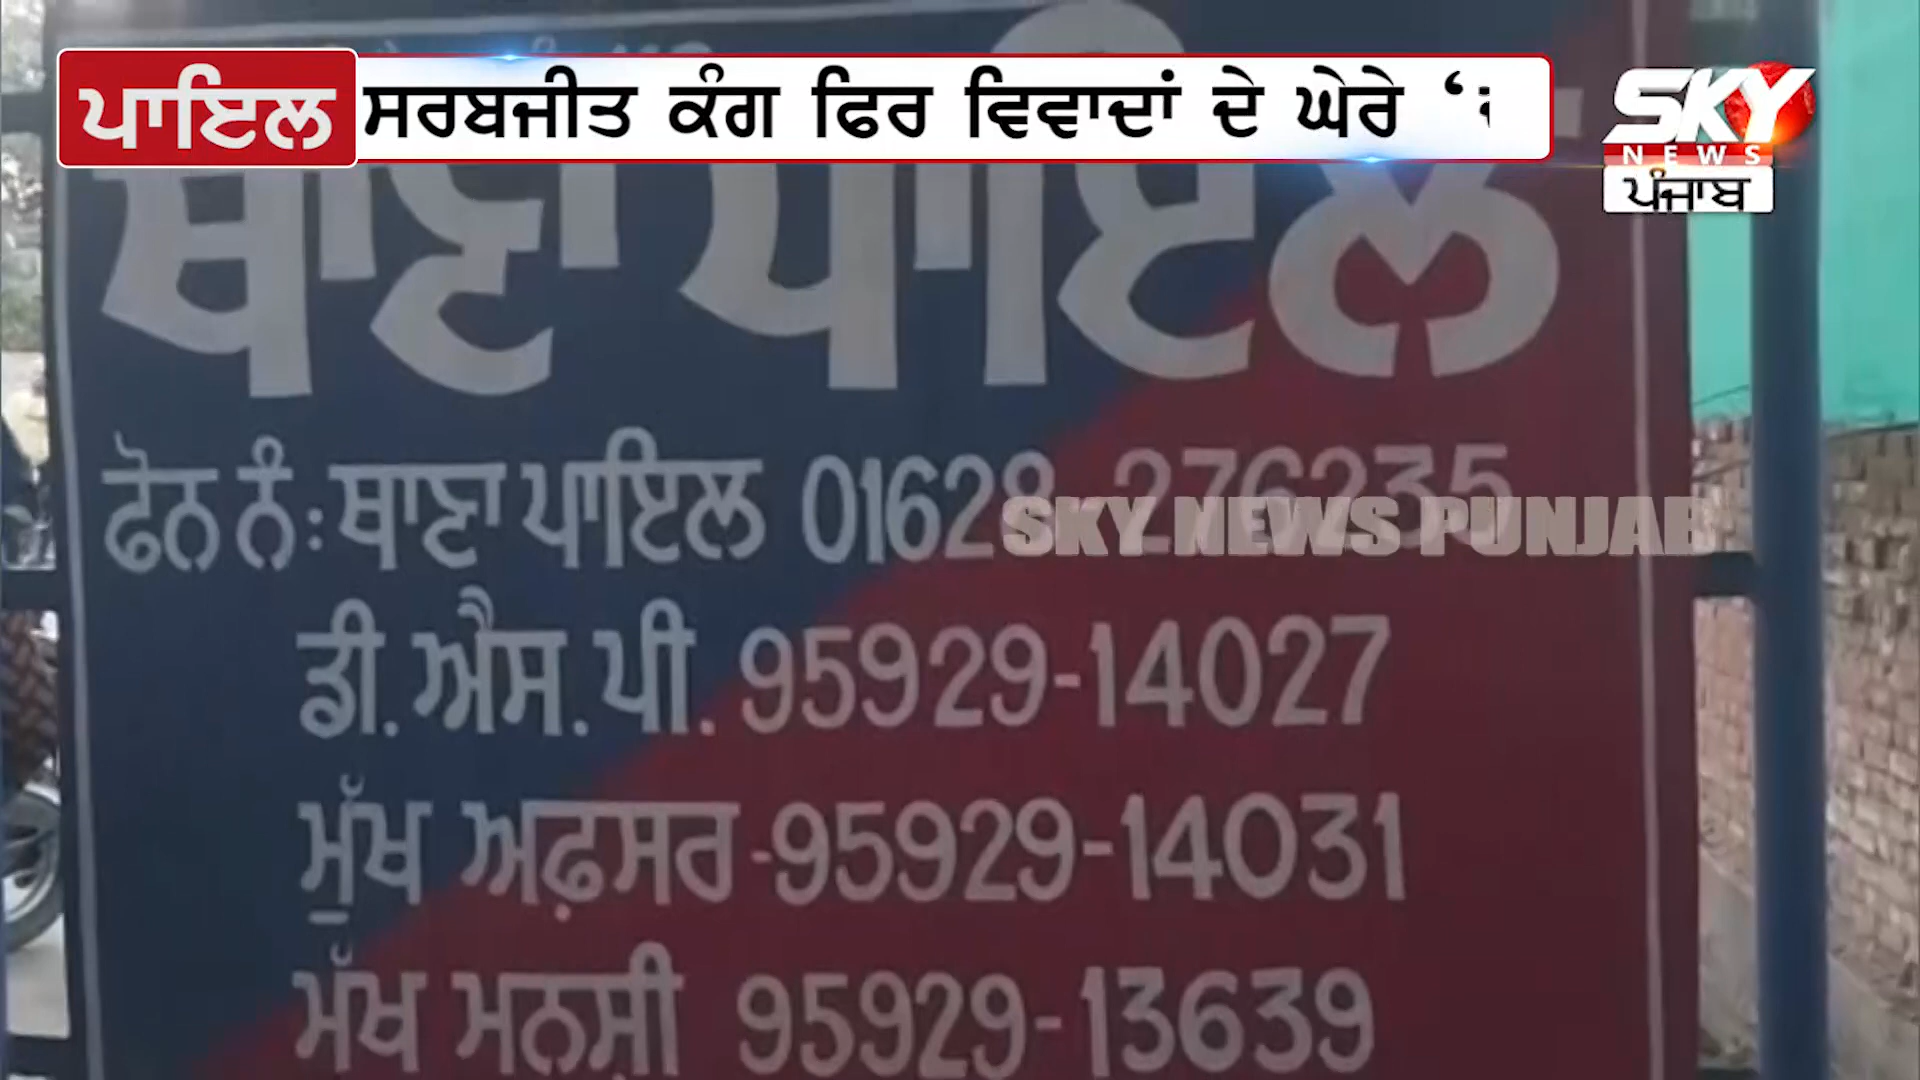 ਪਾਇਲ ਸਰਬਜੀਤ ਕੰਗ ਫਿਰ ਵਿਵਾਦਾਂ ਦੇ ਘੇਰੇ ‘
SKY
NEWS
ਪੰਜਾਬ
ਥਾਣਾ ਪਾਇਲ
ਫੋਨ ਨੰ: ਥਾਣਾ ਪਾਇਲ 01628-276235
SKY NEWS PUNJAB
ਡੀ.ਐਸ.ਪੀ. 95929-14027
ਮੁੱਖ ਅਫ਼ਸਰ -95929-14031
ਮੁੱਖ ਮਨਸ਼ੀ 95929-13639